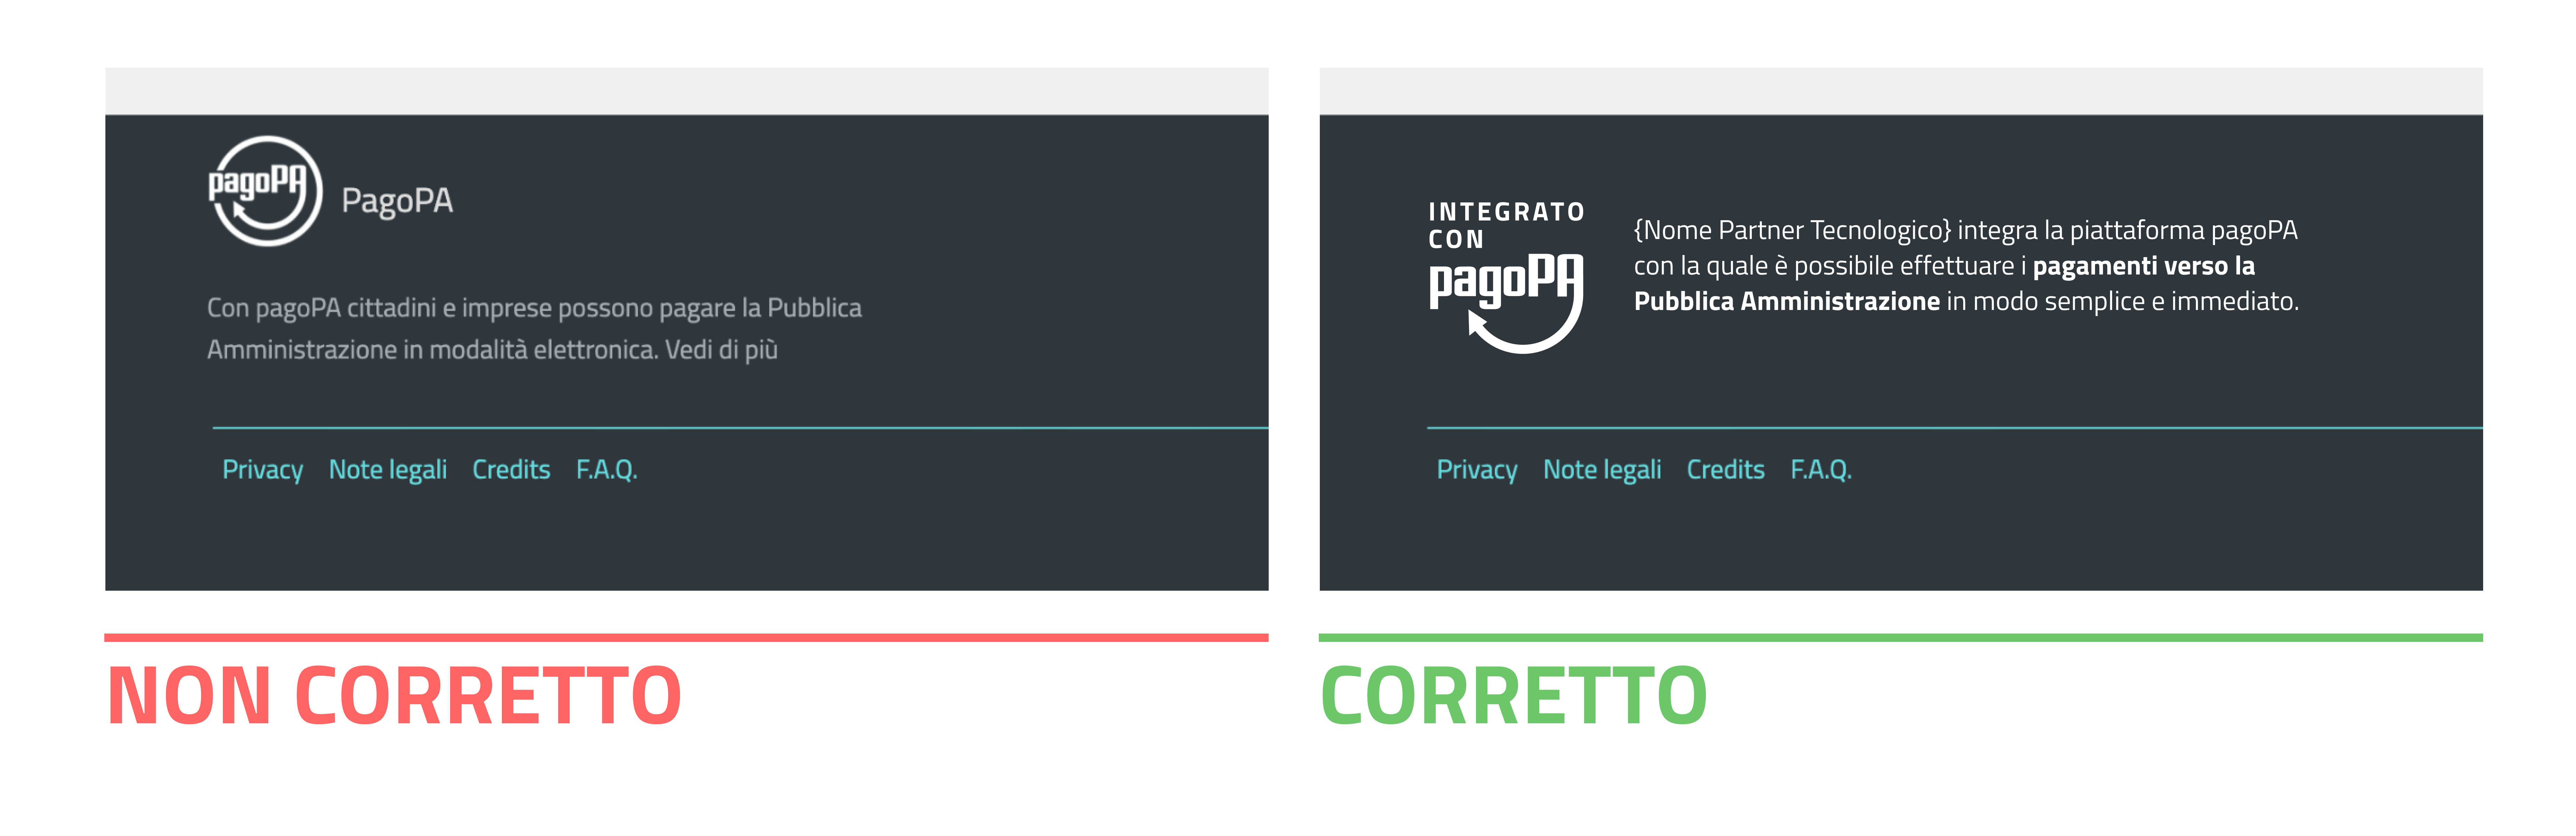 pagoPA
PagoPA
Con pagoPA cittadini e imprese possono pagare la Pubblica
Amministrazione in modalità elettronica. Vedi di più
Privacy Note legali Credits F.A.Q.
NON CORRETTO
INTEGRATO
CON
pagoPA
{Nome Partner Tecnologico} integra la piattaforma pagoPA
con la quale è possibile effettuare i pagamenti verso la
Pubblica Amministrazione in modo semplice e immediato.
Privacy Note legali Credits F.A.Q.
CORRETTO